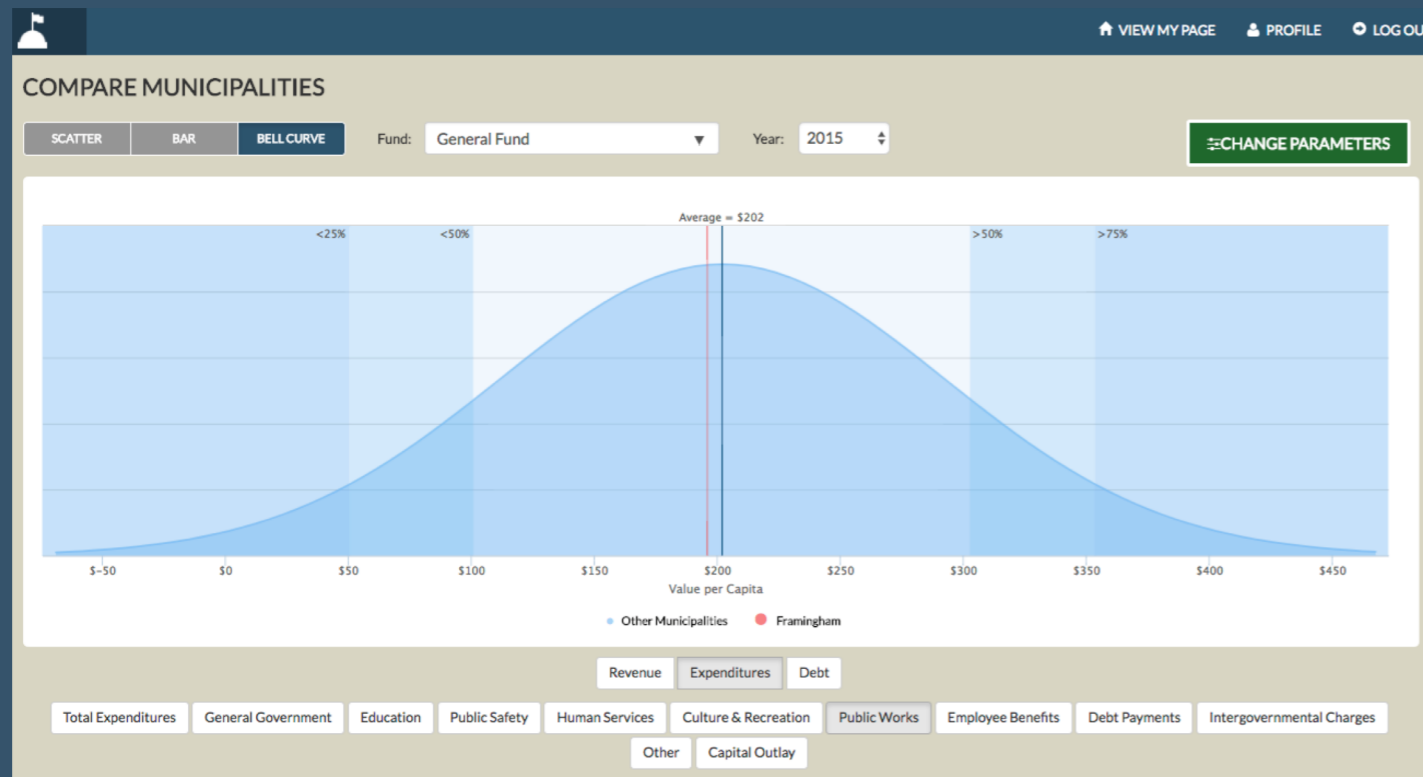 VIEW MY PAGE PROFILE LOG OU
COMPARE MUNICIPALITIES
SCATTER BAR BELL CURVE Fund: General Fund Year: 2015 CHANGE PARAMETERS
Average = $202
<25% <50% >50% >75%
$-50 $0 $50 $100 $150 $200 $250 $300 $350 $400 $450
Value per Capita
Other Municipalities Framingham
Revenue Expenditures Debt
Total Expenditures General Government Education Public Safety Human Services Culture & Recreation Public Works Employee Benefits Debt Payments Intergovernmental Charges
Other Capital Outlay